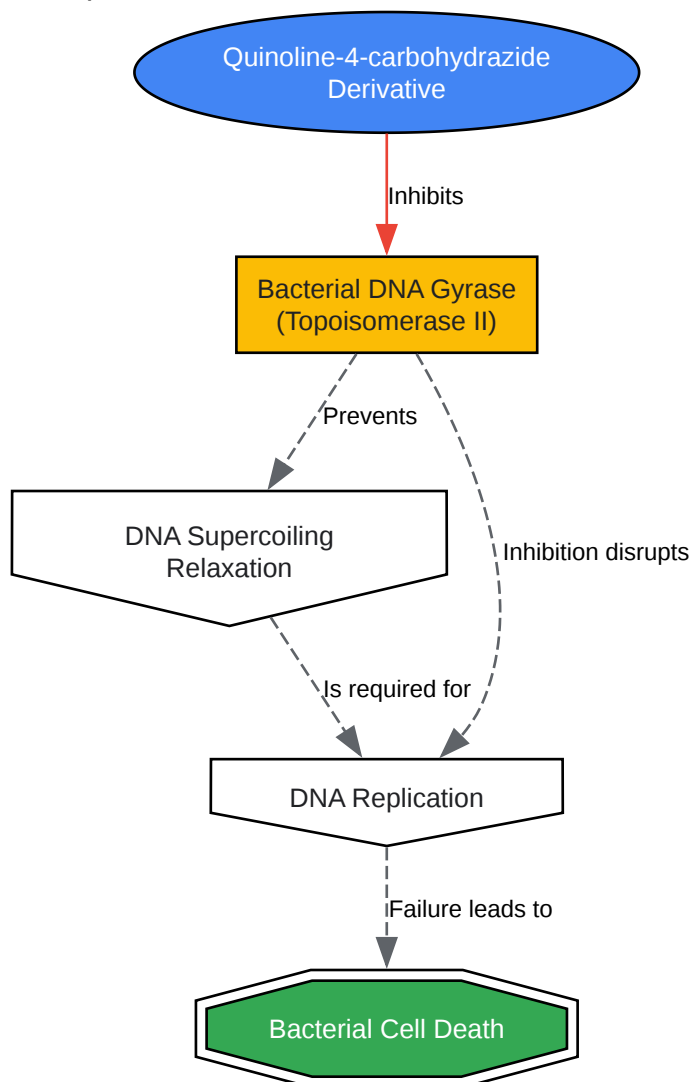 Quinoline-4-carbohydrazide
Derivative
Inhibits
Bacterial DNA Gyrase
(Topoisomerase II)
Prevents
DNA Supercoiling
Relaxation
Inhibition disrupts
Is required for
DNA Replication
Failure leads to
Bacterial Cell Death